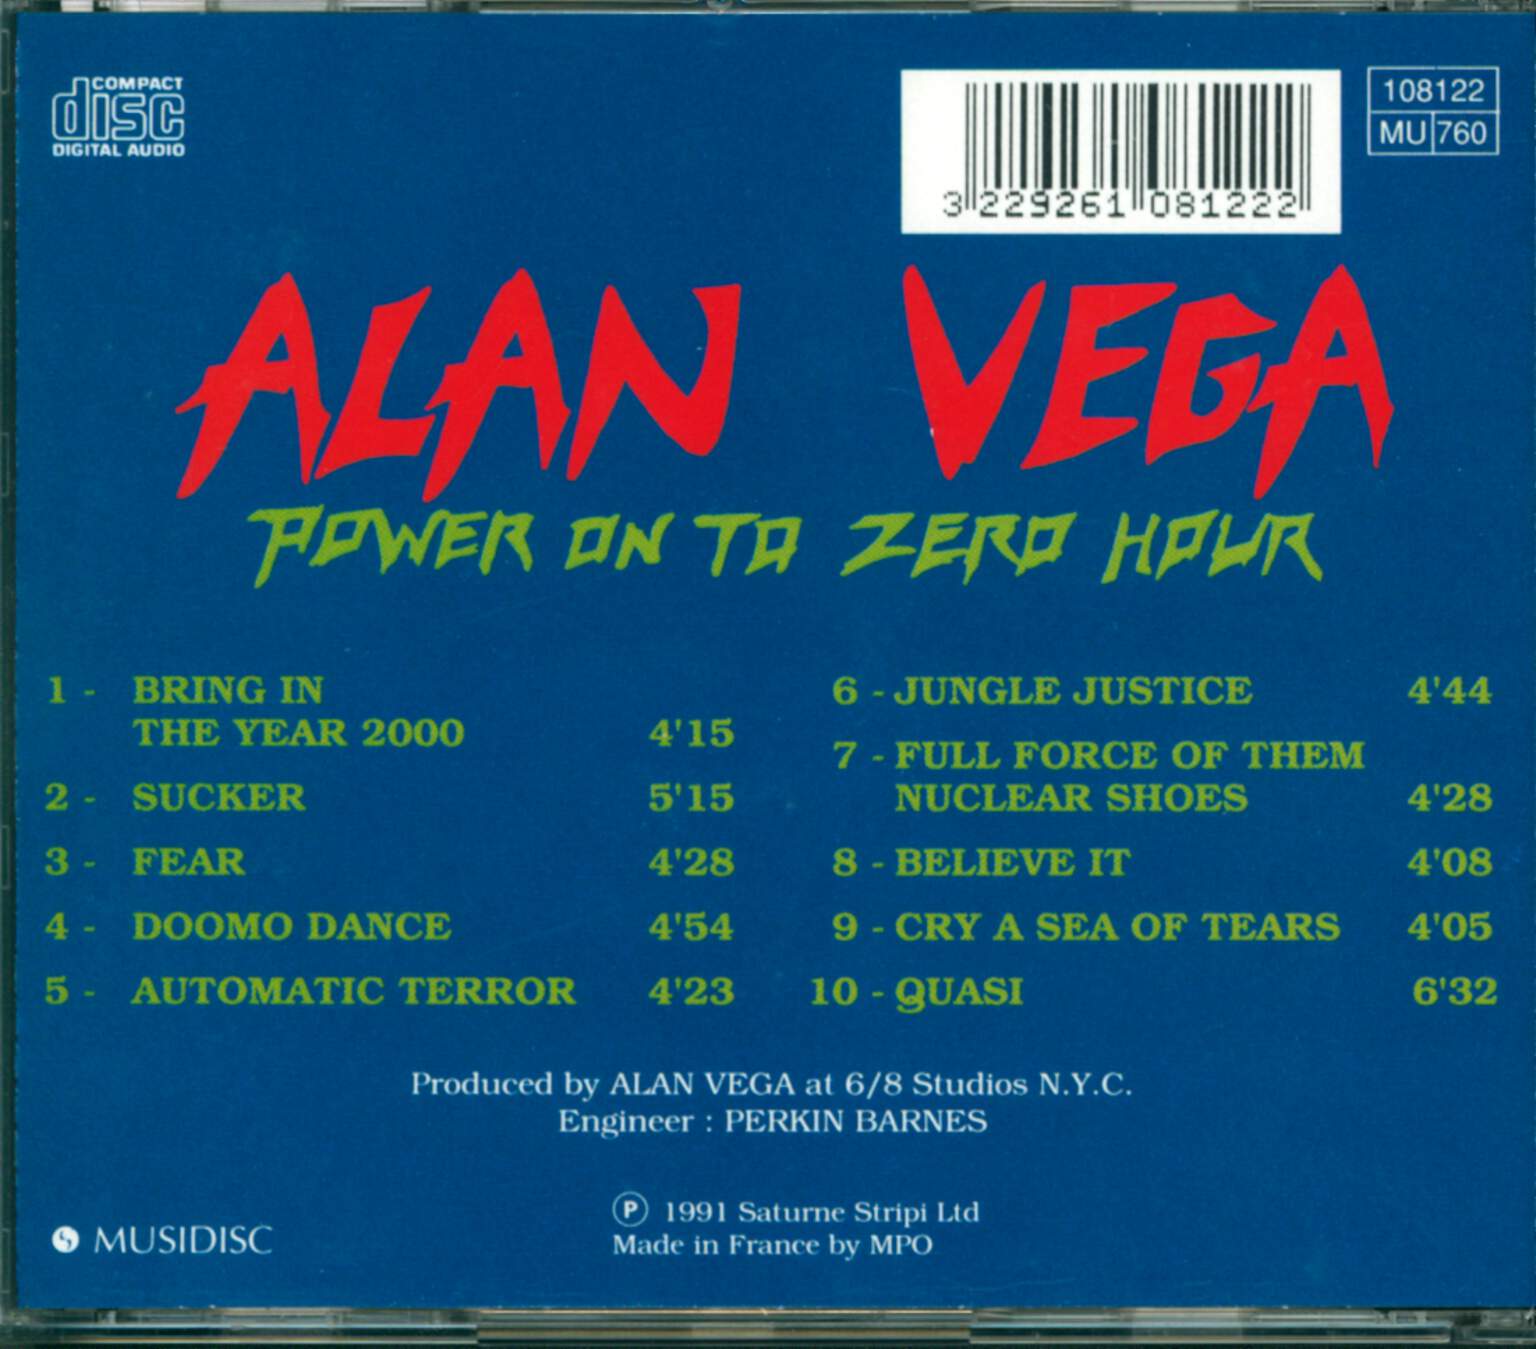 COMPACT
disc
DIGITAL AUDIO
3 229261 081222
108122
MU 760
ALAN VEGA
POWER ON TO ZERO HOUR
1 - BRING IN
THE YEAR 2000 4'15
2 - SUCKER 5'15
3 - FEAR 4'28
4 - DOOMO DANCE 4'54
5 - AUTOMATIC TERROR 4'23
6 - JUNGLE JUSTICE 4'44
7 - FULL FORCE OF THEM
NUCLEAR SHOES 4'28
8 - BELIEVE IT 4'08
9 - CRY A SEA OF TEARS 4'05
10 - QUASI 6'32
Produced by ALAN VEGA at 6/8 Studios N.Y.C.
Engineer : PERKIN BARNES
℗ 1991 Saturne Stripi Ltd
Made in France by MPO
MUSIDISC